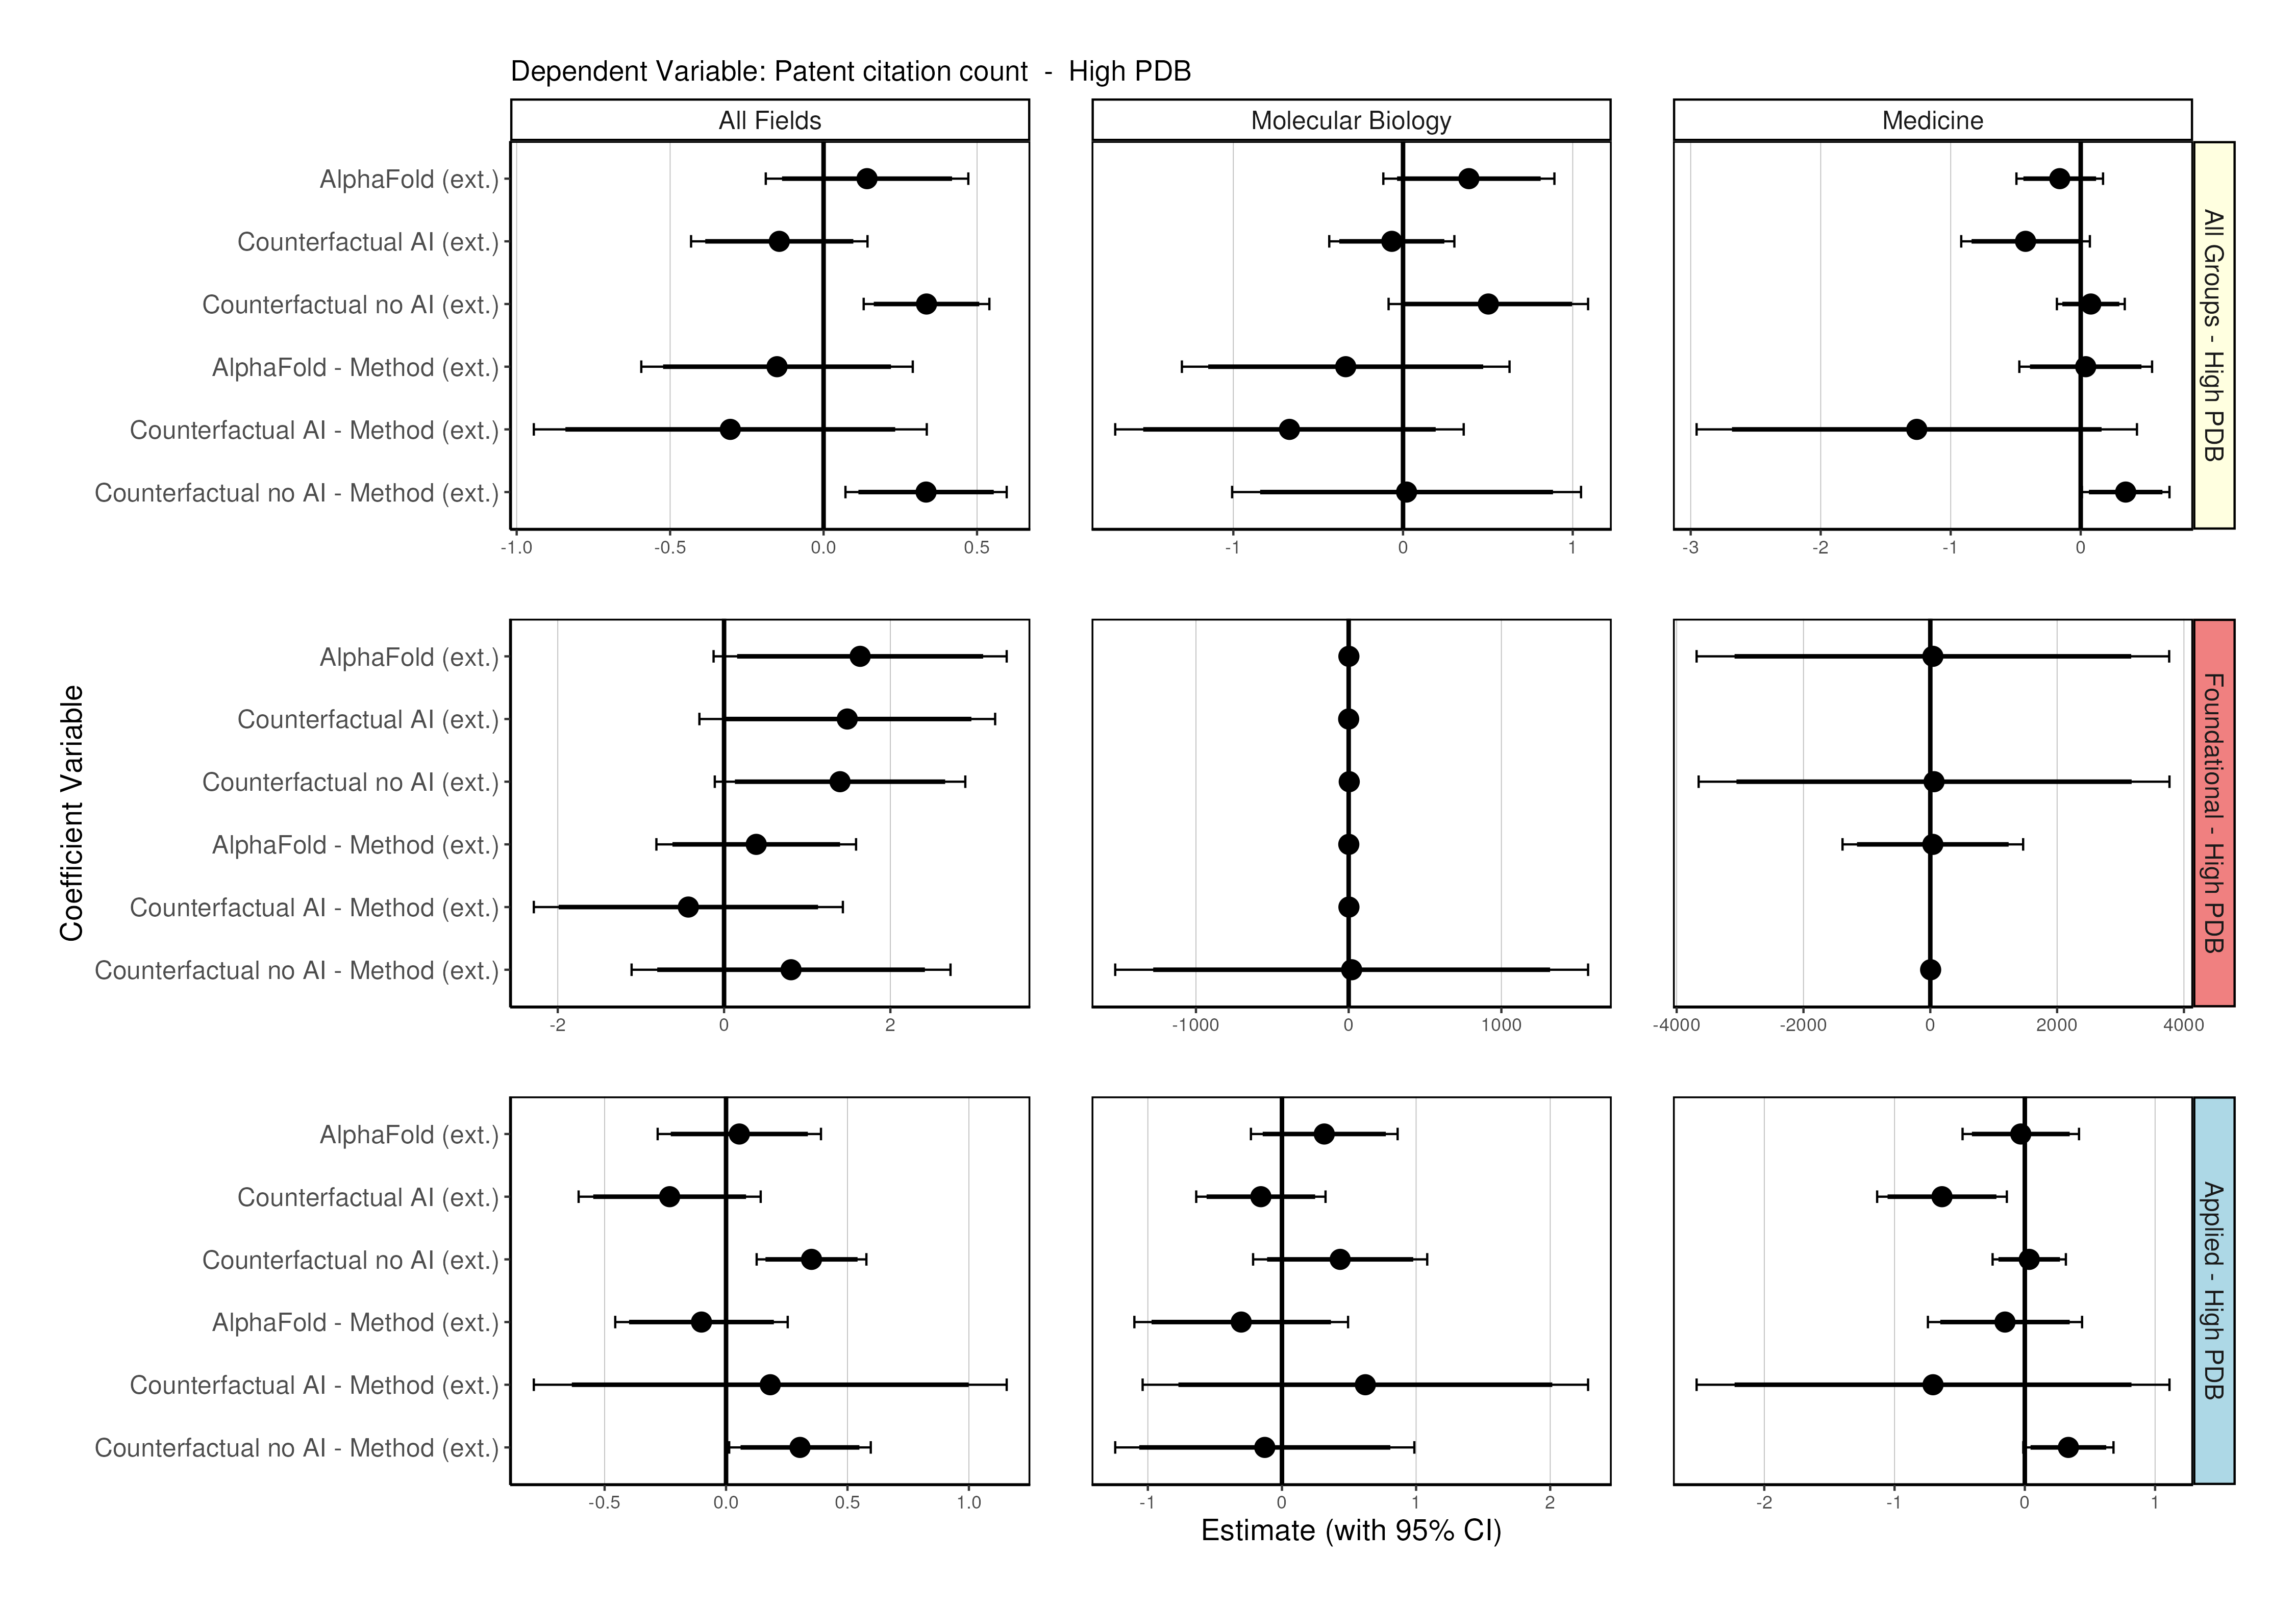 Dependent Variable: Patent citation count  -  High PDB
All Fields
Molecular Biology
Medicine
AlphaFold (ext.)
Counterfactual AI (ext.)
Counterfactual no AI (ext.)
AlphaFold - Method (ext.)
Counterfactual AI - Method (ext.)
Counterfactual no AI - Method (ext.)
All Groups - High PDB
-1.0 -0.5 0.0 0.5
-1 0 1
-3 -2 -1 0
Coefficient Variable
AlphaFold (ext.)
Counterfactual AI (ext.)
Counterfactual no AI (ext.)
AlphaFold - Method (ext.)
Counterfactual AI - Method (ext.)
Counterfactual no AI - Method (ext.)
Foundational - High PDB
-2 0 2
-1000 0 1000
-4000 -2000 0 2000 4000
AlphaFold (ext.)
Counterfactual AI (ext.)
Counterfactual no AI (ext.)
AlphaFold - Method (ext.)
Counterfactual AI - Method (ext.)
Counterfactual no AI - Method (ext.)
Applied - High PDB
-0.5 0.0 0.5 1.0
-1 0 1 2
-2 -1 0 1
Estimate (with 95% CI)